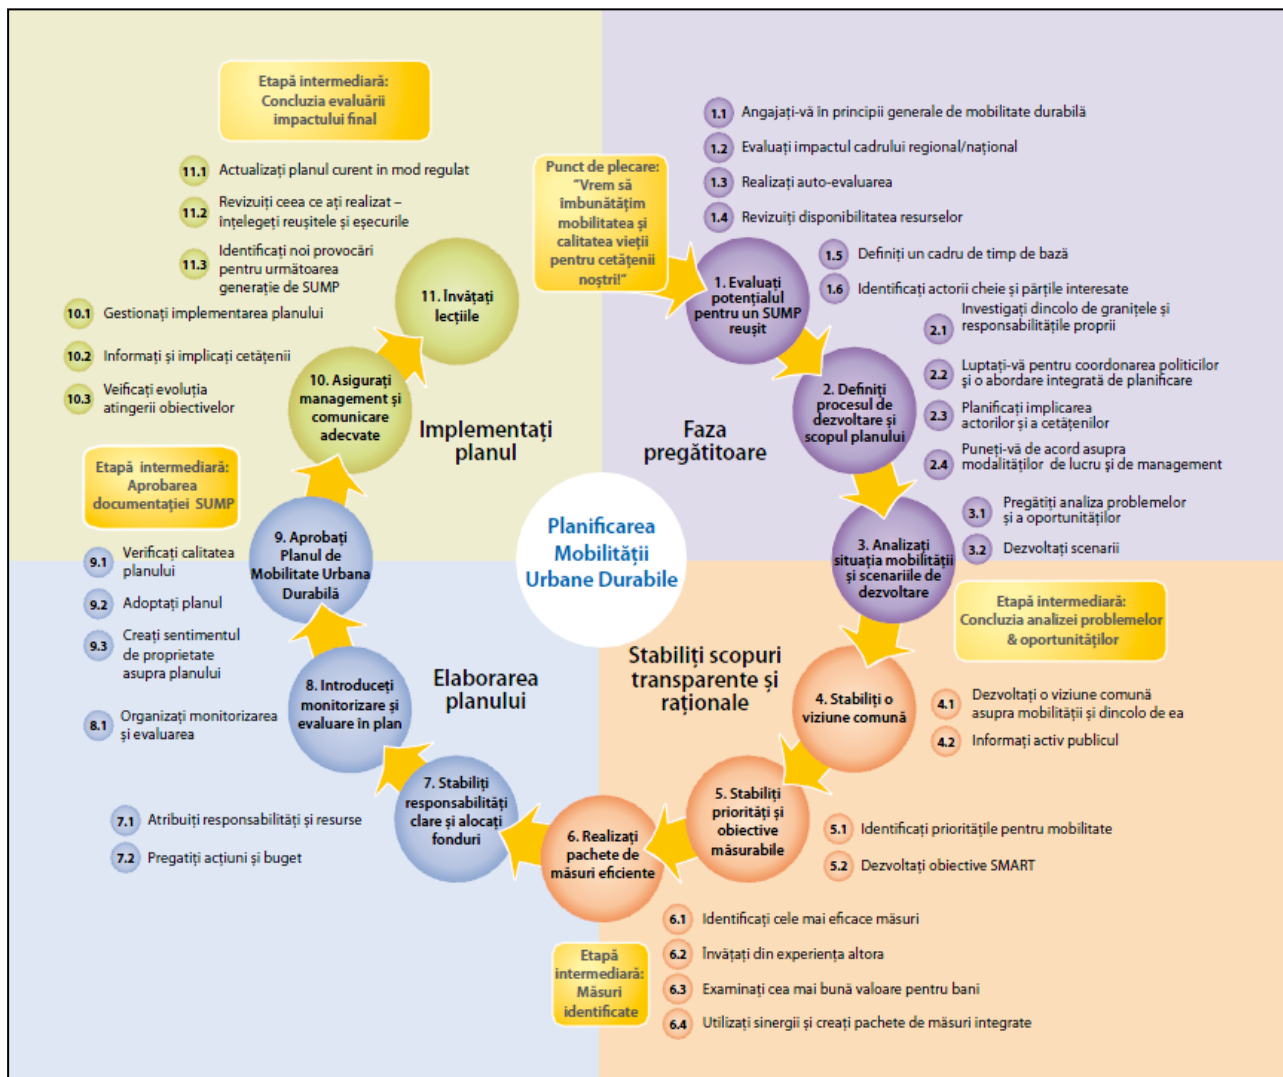 Etapă intermediară:
Concluzia evaluării
impactului final
11.1 Actualizați planul curent in mod regulat
11.2 Revizuiți ceea ce ați realizat –
înțelegeți reușitele și eșecurile
11.3 Identificați noi provocări
pentru următoarea
generație de SUMP
10.1 Gestionați implementarea planului
10.2 Informați și implicați cetățenii
10.3 Veificați evoluția
atingerii obiectivelor
11. Învățați
lecțiile
10. Asigurați
management și
comunicare
adecvate
Implementați
planul
Punct de plecare:
“Vrem să
îmbunătățim
mobilitatea și
calitatea vieții
pentru cetățenii
noștri!”
1.1 Angajați-vă în principii generale de mobilitate durabilă
1.2 Evaluați impactul cadrului regional/național
1.3 Realizați auto-evaluarea
1.4 Revizuiți disponibilitatea resurselor
1.5 Definiți un cadru de timp de bază
1.6 Identificați actorii cheie și părțile interesate
1. Evaluați
potențialul
pentru un SUMP
reușit
2.1 Investigați dincolo de granițele și
responsabilitățile proprii
2.2 Luptați-vă pentru coordonarea politicilor
și o abordare integrată de planificare
2.3 Planificați implicarea
actorilor și a cetățenilor
2.4 Puneți-vă de acord asupra
modalităților de lucru și de management
2. Definiți
procesul de
dezvoltare și
scopul planului
Faza
pregătitoare
3.1 Pregătiți analiza problemelor
și a oportunităților
3.2 Dezvoltați scenarii
3. Analizați
situația mobilității
și scenariile de
dezvoltare
Planificarea
Mobilității
Urbane Durabile
Etapă intermediară:
Concluzia analizei problemelor
& oportunităților
Stabiliți scopuri
transparente și
raționale
4. Stabiliți o
viziune comună
4.1 Dezvoltați o viziune comună
asupra mobilității și dincolo de ea
4.2 Informați activ publicul
5. Stabiliți
priorități și
obiective
măsurabile
5.1 Identificați prioritățile pentru mobilitate
5.2 Dezvoltați obiective SMART
6. Realizați
pachete de
măsuri eficiente
6.1 Identificați cele mai eficace măsuri
6.2 Învățați din experiența altora
6.3 Examinați cea mai bună valoare pentru bani
6.4 Utilizați sinergii și creați pachete de măsuri integrate
Etapă
intermediară:
Măsuri
identificate
Etapă intermediară:
Aprobarea
documentației SUMP
9. Aprobați
Planul de
Mobilitate Urbana
Durabilă
9.1 Verificați calitatea
planului
9.2 Adoptați planul
9.3 Creați sentimentul
de proprietate
asupra planului
8.1 Organizați monitorizarea
și evaluarea
8. Introduceți
monitorizare și
evaluare în plan
Elaborarea
planului
7. Stabiliți
responsabilități
clare și alocați
fonduri
7.1 Atribuiți responsabilități și resurse
7.2 Pregatiți acțiuni și buget